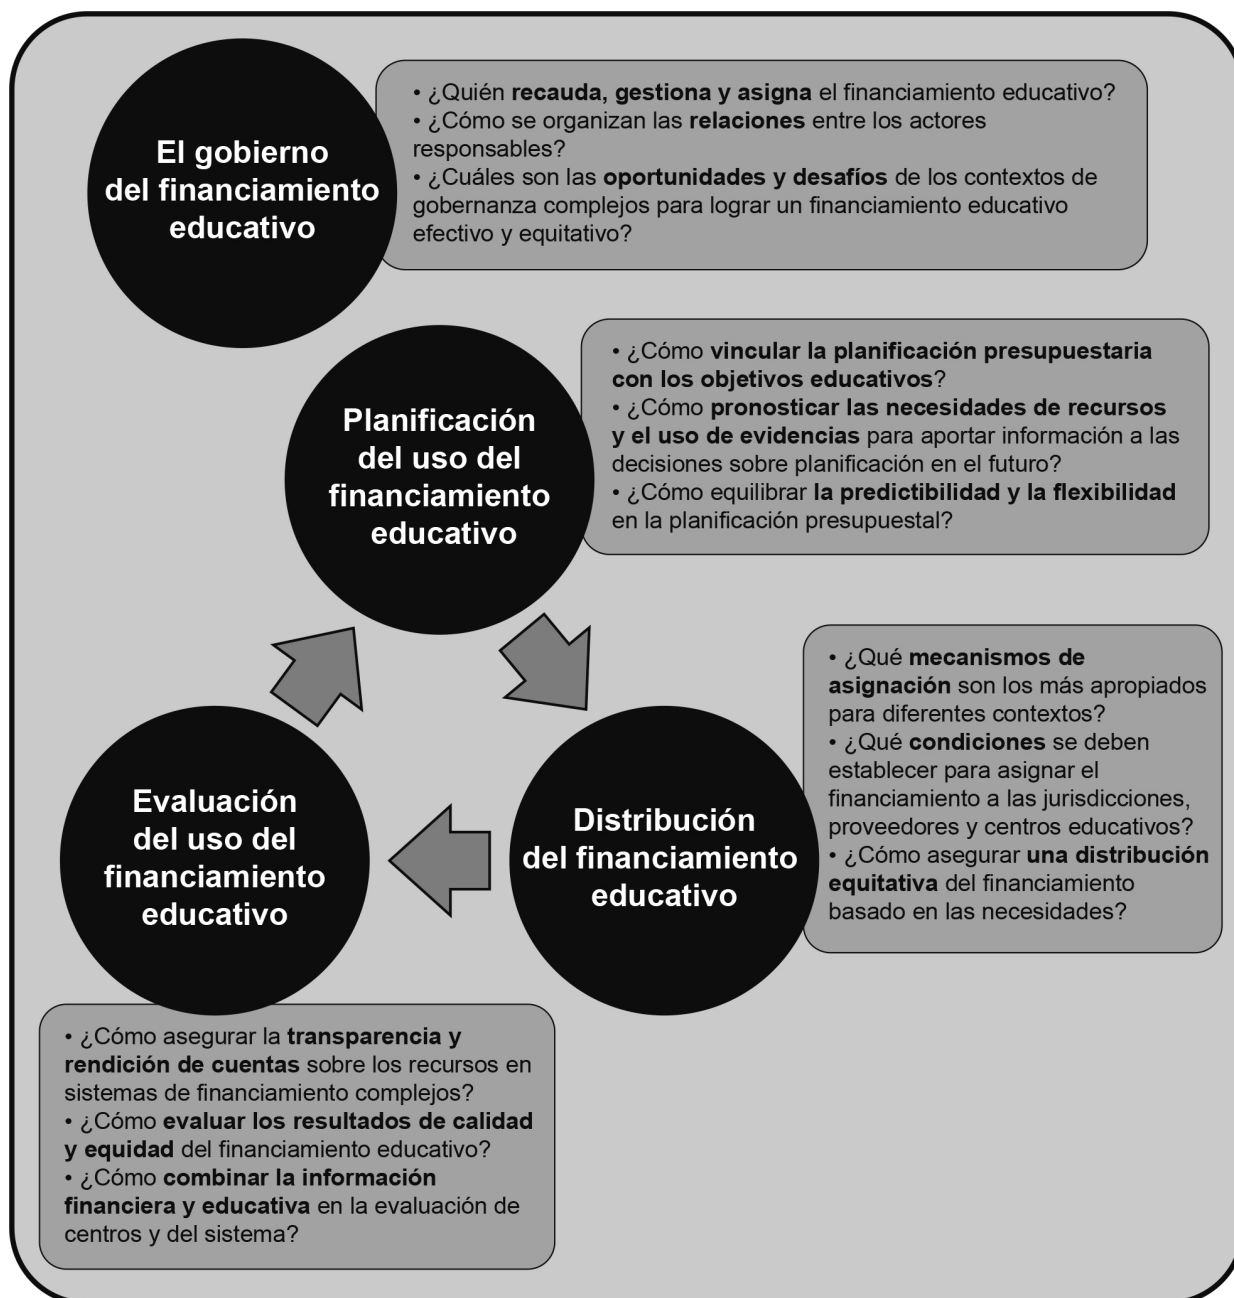 El gobierno
del financiamiento
educativo
• ¿Quién recauda, gestiona y asigna el financiamiento educativo?
• ¿Cómo se organizan las relaciones entre los actores
responsables?
• ¿Cuáles son las oportunidades y desafíos de los contextos de
gobernanza complejos para lograr un financiamiento educativo
efectivo y equitativo?
Planificación
del uso del
financiamiento
educativo
• ¿Cómo vincular la planificación presupuestaria
con los objetivos educativos?
• ¿Cómo pronosticar las necesidades de recursos
y el uso de evidencias para aportar información a las
decisiones sobre planificación en el futuro?
• ¿Cómo equilibrar la predictibilidad y la flexibilidad
en la planificación presupuestal?
Distribución
del financiamiento
educativo
• ¿Qué mecanismos de
asignación son los más apropiados
para diferentes contextos?
• ¿Qué condiciones se deben
establecer para asignar el
financiamiento a las jurisdicciones,
proveedores y centros educativos?
• ¿Cómo asegurar una distribución
equitativa del financiamiento
basado en las necesidades?
Evaluación
del uso del
financiamiento
educativo
• ¿Cómo asegurar la transparencia y
rendición de cuentas sobre los recursos en
sistemas de financiamiento complejos?
• ¿Cómo evaluar los resultados de calidad
y equidad del financiamiento educativo?
• ¿Cómo combinar la información
financiera y educativa en la evaluación de
centros y del sistema?